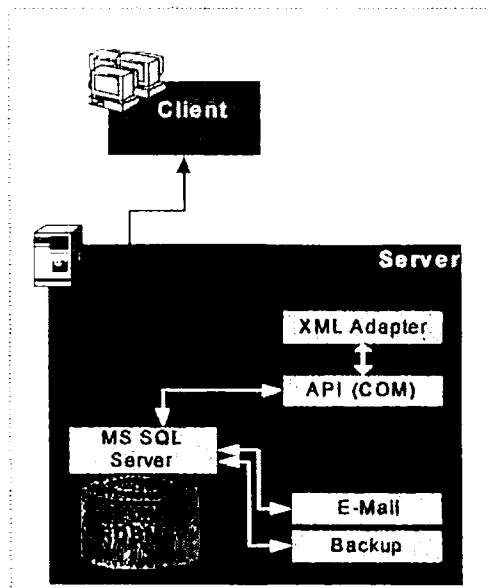 Client
Server
XML Adapter
API (COM)
MS SQL
Server
E-Mail
Backup